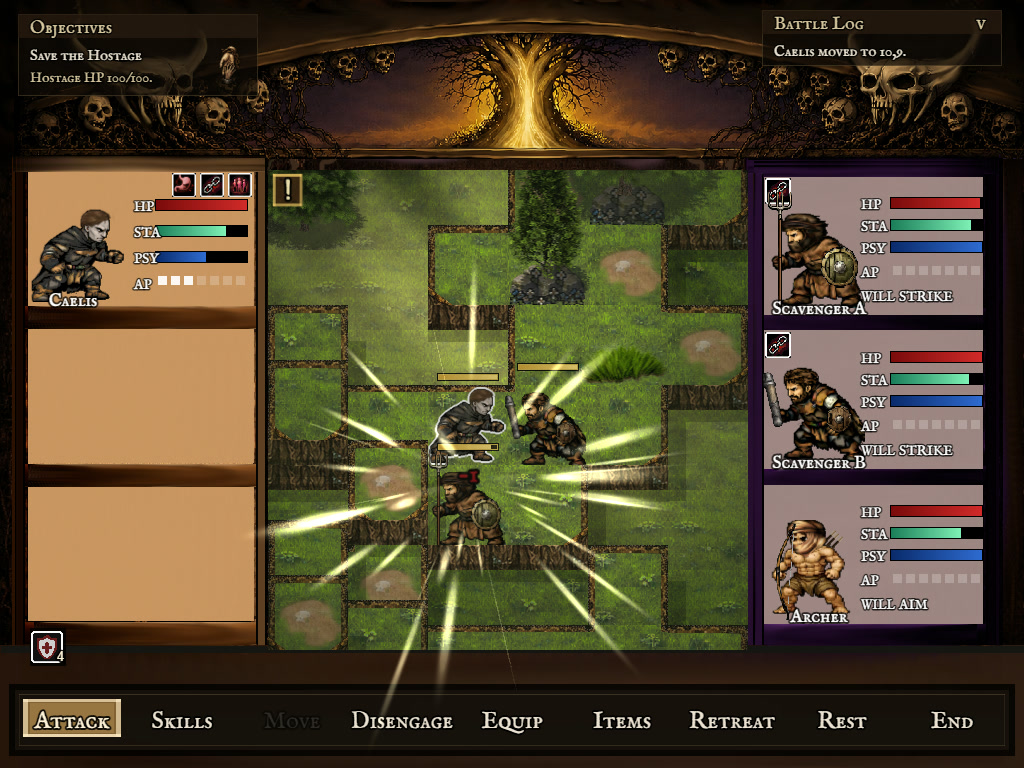 Objectives
Save the Hostage
Hostage HP 100/100.
Battle Log
V
Caelis moved to 10,9.
HP
STA
PSY
AP
Caelis
!
HP
STA
PSY
AP
WILL STRIKE
Scavenger A
HP
STA
PSY
AP
WILL STRIKE
Scavenger B
HP
STA
PSY
AP
WILL AIM
Archer
-1
4
Attack
Skills
Move
Disengage
Equip
Items
Retreat
Rest
End